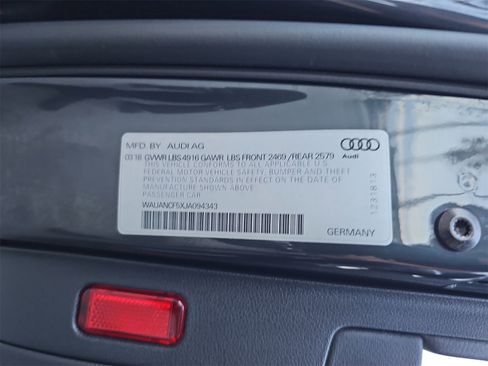 MFD. BY AUDI AG
03.18 GVWR LBS 4916 GAWR LBS FRONT 2469 /REAR 2579
THIS VEHICLE CONFORMS TO ALL APPLICABLE U.S.
FEDERAL MOTOR VEHICLE SAFETY, BUMPER AND THEFT
PREVENTION STANDARDS IN EFFECT ON THE DATE OF
MANUFACTURE SHOWN ABOVE.
PASSENGER CAR
WAUANCF5XJA094343
Audi
1231813
GERMANY